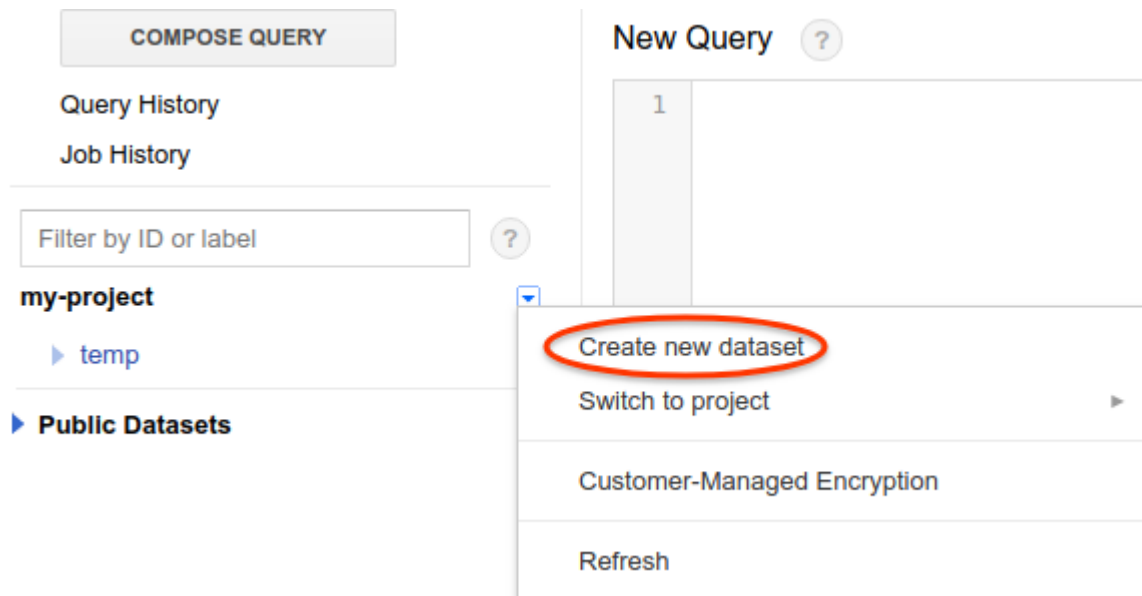 COMPOSE QUERY
Query History
Job History
Filter by ID or label
?
my-project
temp
Public Datasets
New Query
?
1
Create new dataset
Switch to project
Customer-Managed Encryption
Refresh